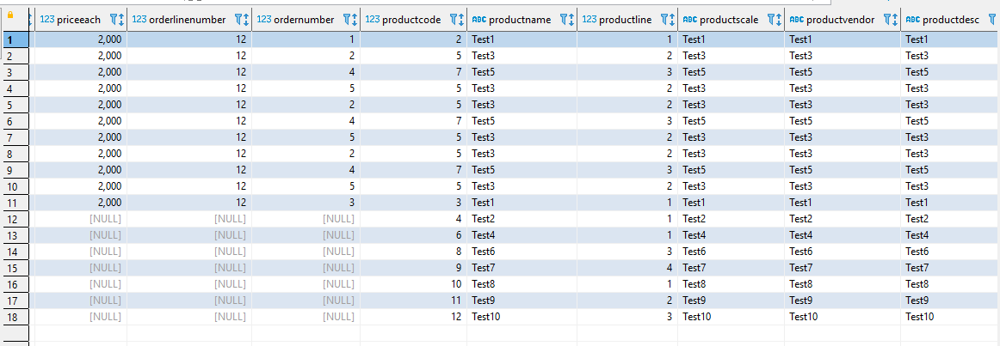 123 priceeach 123 orderlinenumber 123 ordernumber 123 productcode ABC productname 123 productline ABC productscale ABC productvendor ABC productdesc
1 2,000 12 1 2 Test1 1 Test1 Test1 Test1
2 2,000 12 2 5 Test3 2 Test3 Test3 Test3
3 2,000 12 4 7 Test5 3 Test5 Test5 Test5
4 2,000 12 5 5 Test3 2 Test3 Test3 Test3
5 2,000 12 2 5 Test3 2 Test3 Test3 Test3
6 2,000 12 4 7 Test5 3 Test5 Test5 Test5
7 2,000 12 5 5 Test3 2 Test3 Test3 Test3
8 2,000 12 2 5 Test3 2 Test3 Test3 Test3
9 2,000 12 4 7 Test5 3 Test5 Test5 Test5
10 2,000 12 5 5 Test3 2 Test3 Test3 Test3
11 2,000 12 3 3 Test1 1 Test1 Test1 Test1
12 [NULL] [NULL] [NULL] 4 Test2 1 Test2 Test2 Test2
13 [NULL] [NULL] [NULL] 6 Test4 1 Test4 Test4 Test4
14 [NULL] [NULL] [NULL] 8 Test6 3 Test6 Test6 Test6
15 [NULL] [NULL] [NULL] 9 Test7 4 Test7 Test7 Test7
16 [NULL] [NULL] [NULL] 10 Test8 1 Test8 Test8 Test8
17 [NULL] [NULL] [NULL] 11 Test9 2 Test9 Test9 Test9
18 [NULL] [NULL] [NULL] 12 Test10 3 Test10 Test10 Test10